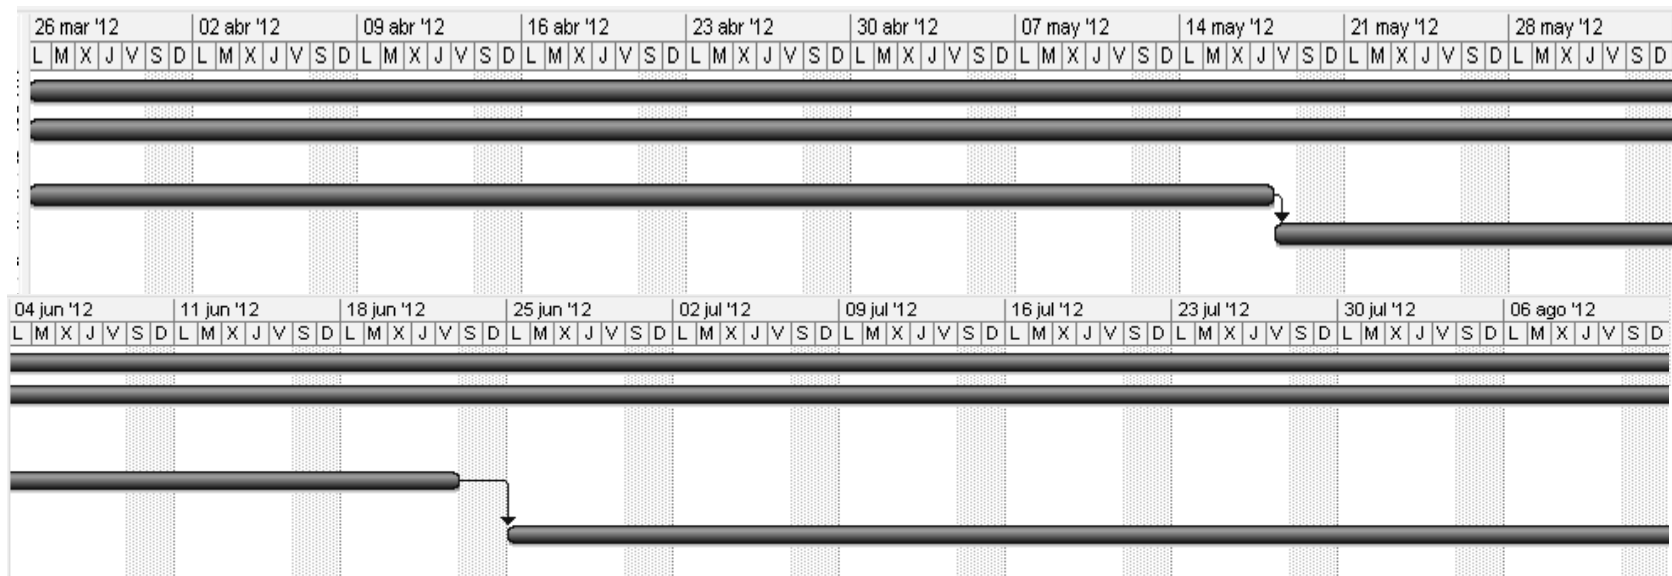 26 mar '12 02 abr '12 09 abr '12 16 abr '12 23 abr '12 30 abr '12 07 may '12 14 may '12 21 may '12 28 may '12
L M X J V S D L M X J V S D L M X J V S D L M X J V S D L M X J V S D L M X J V S D L M X J V S D L M X J V S D L M X J V S D L M X J V S D
04 jun '12 11 jun '12 18 jun '12 25 jun '12 02 jul '12 09 jul '12 16 jul '12 23 jul '12 30 jul '12 06 ago '12
L M X J V S D L M X J V S D L M X J V S D L M X J V S D L M X J V S D L M X J V S D L M X J V S D L M X J V S D L M X J V S D L M X J V S D